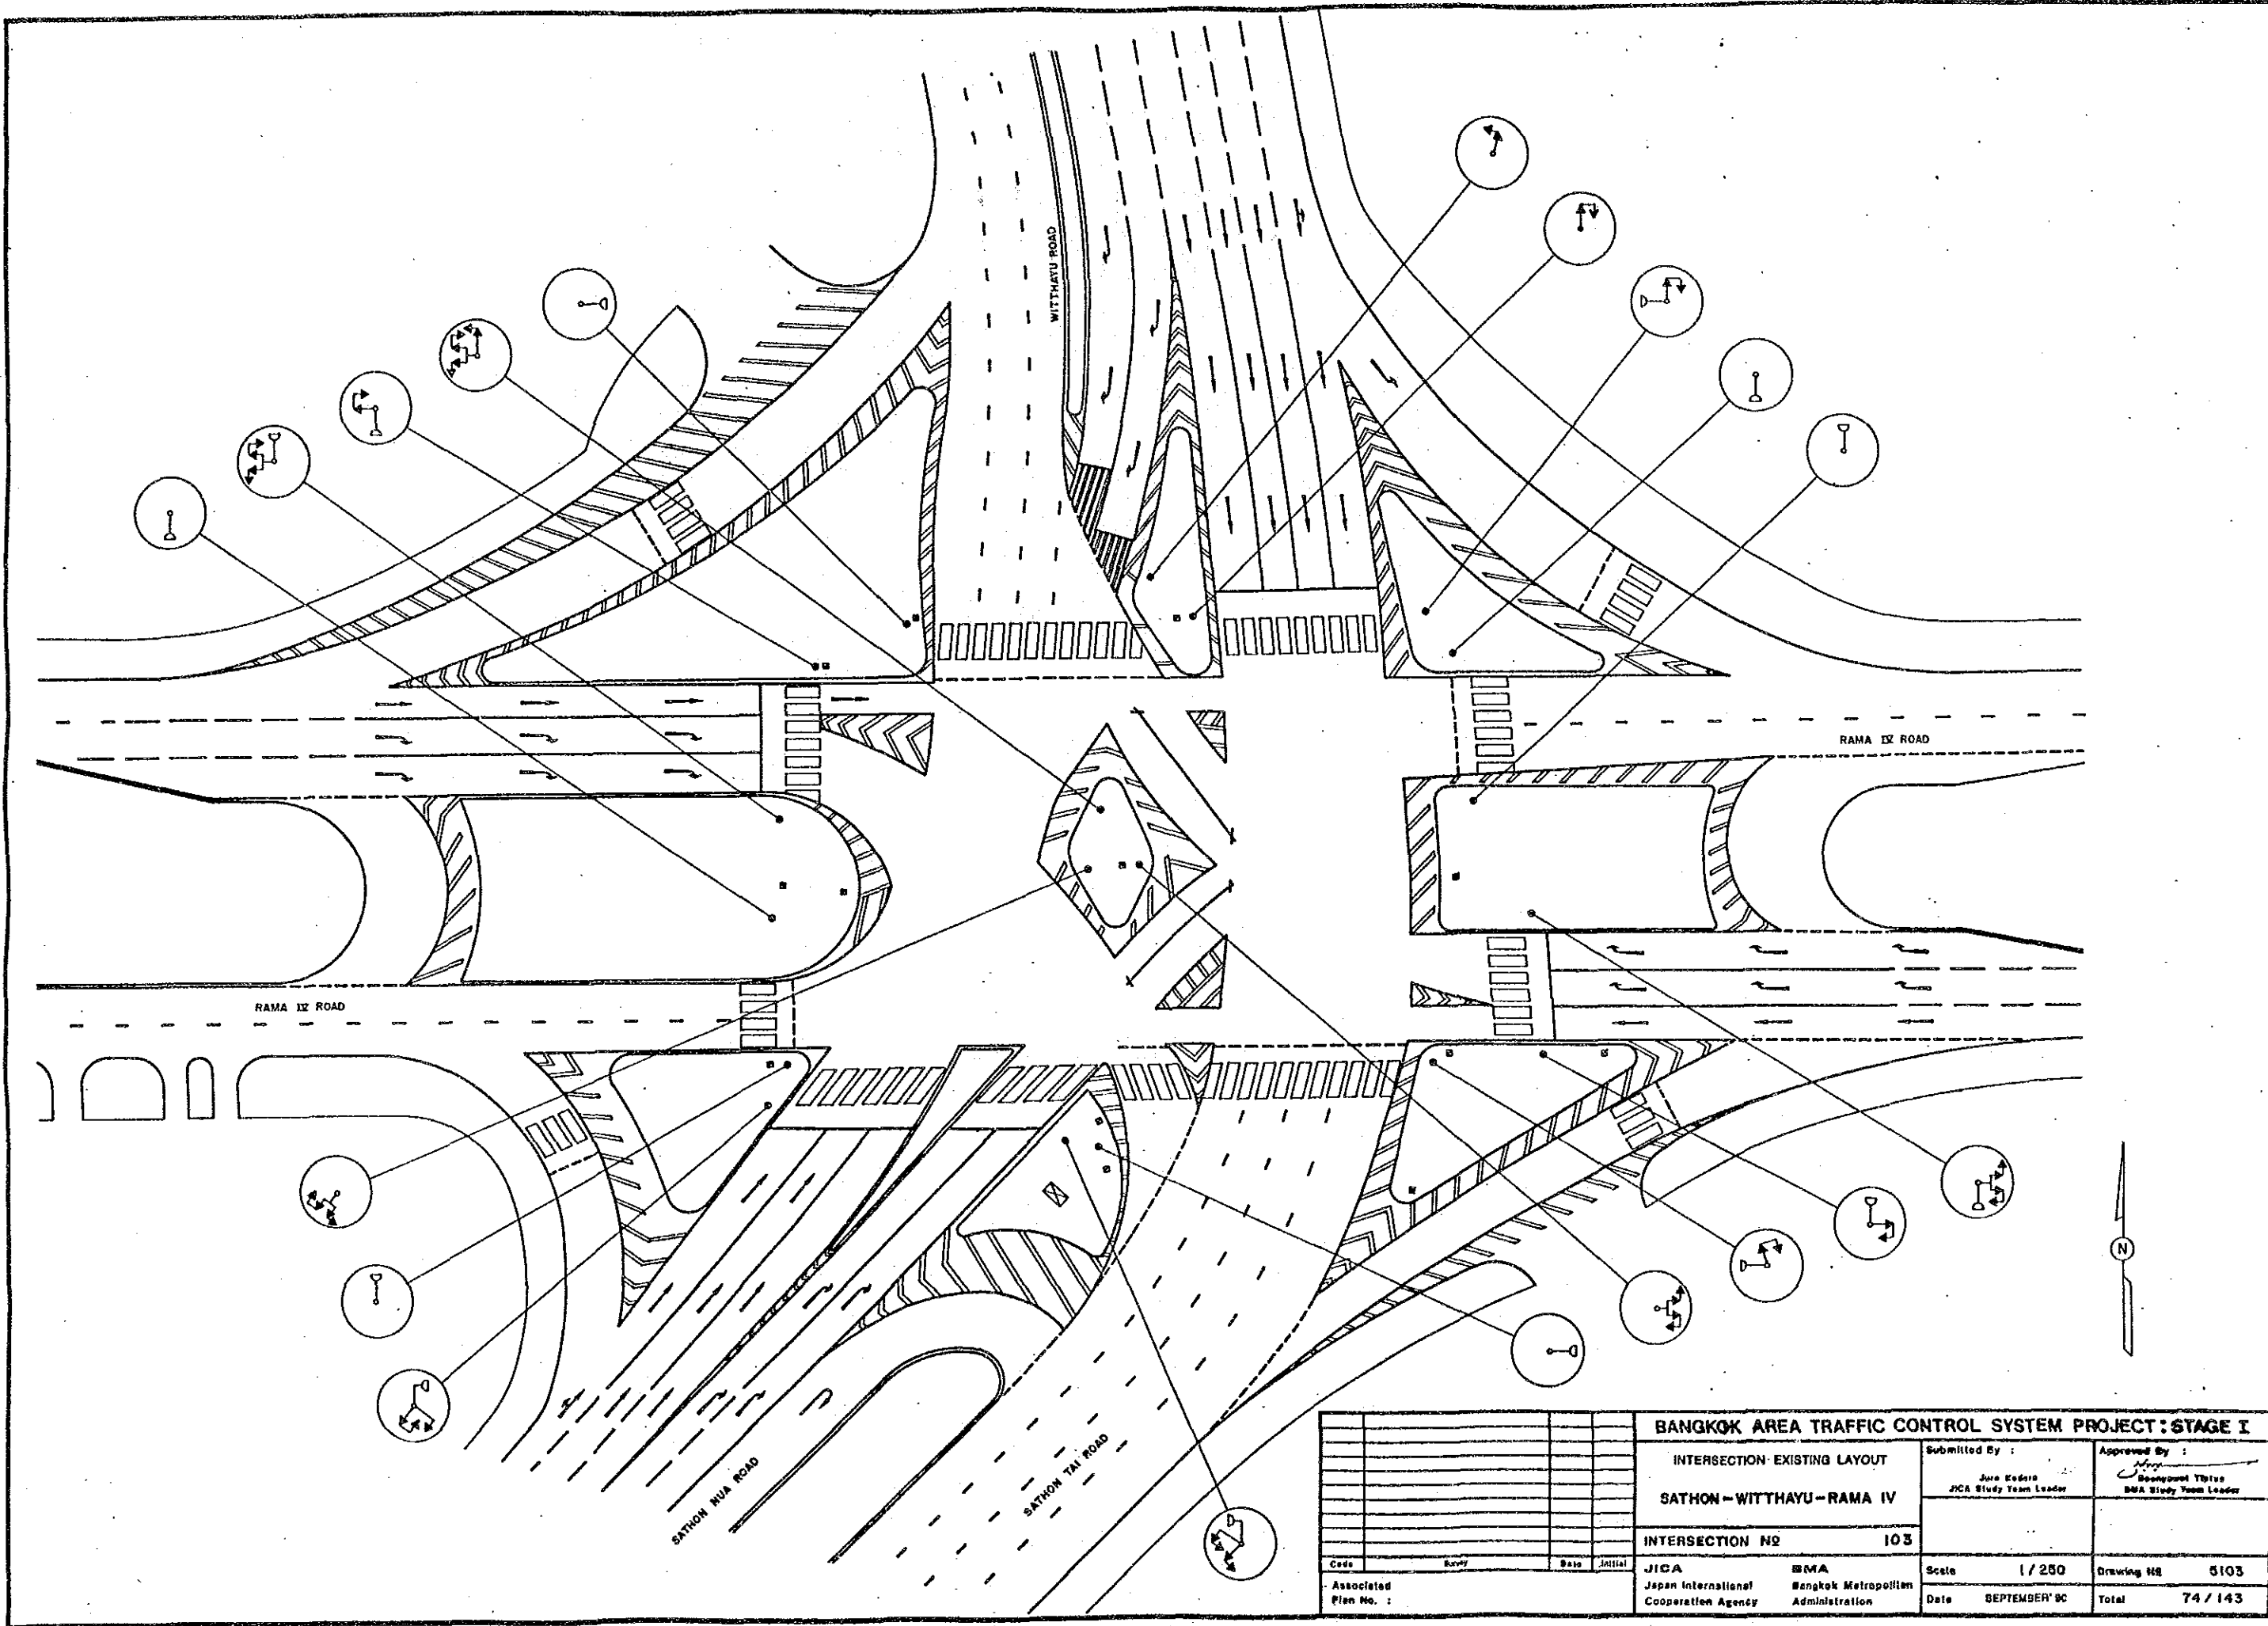 WITTHAYU ROAD
RAMA IV ROAD
RAMA IV ROAD
N
SATHON NUA ROAD
SATHON TAI ROAD
BANGKOK AREA TRAFFIC CONTROL SYSTEM PROJECT : STAGE I
INTERSECTION EXISTING LAYOUT
SATHON - WITTHAYU - RAMA IV
INTERSECTION NO 103
Submitted By :
JICA Study Team Leader
Approved By :
BMA Study Team Leader
Code Date Initial
Associated
Plan No. :
JICA
Japan International
Cooperation Agency
BMA
Bangkok Metropolitan
Administration
Scale 1 / 250
Drawing No 5103
Date SEPTEMBER' 90
Total 74 / 143